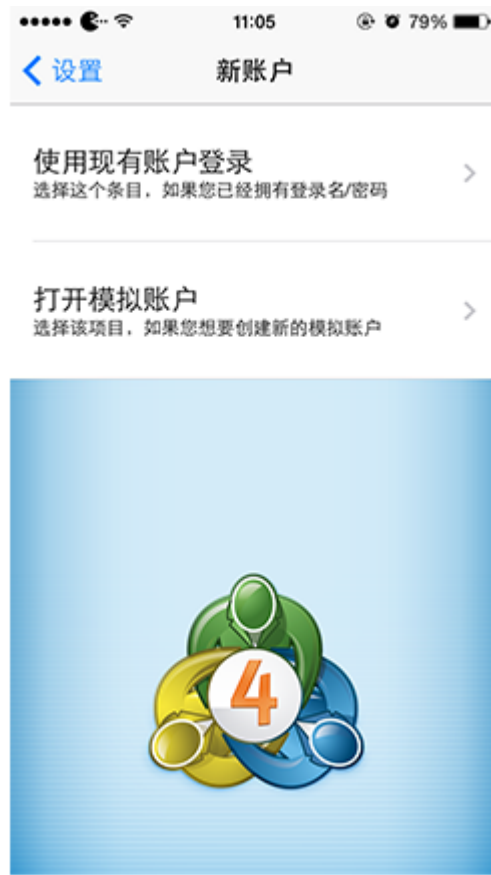 11:05
79%
设置
新账户
使用现有账户登录
选择这个条目，如果您已经拥有登录名/密码
打开模拟账户
选择该项目，如果您想要创建新的模拟账户
4